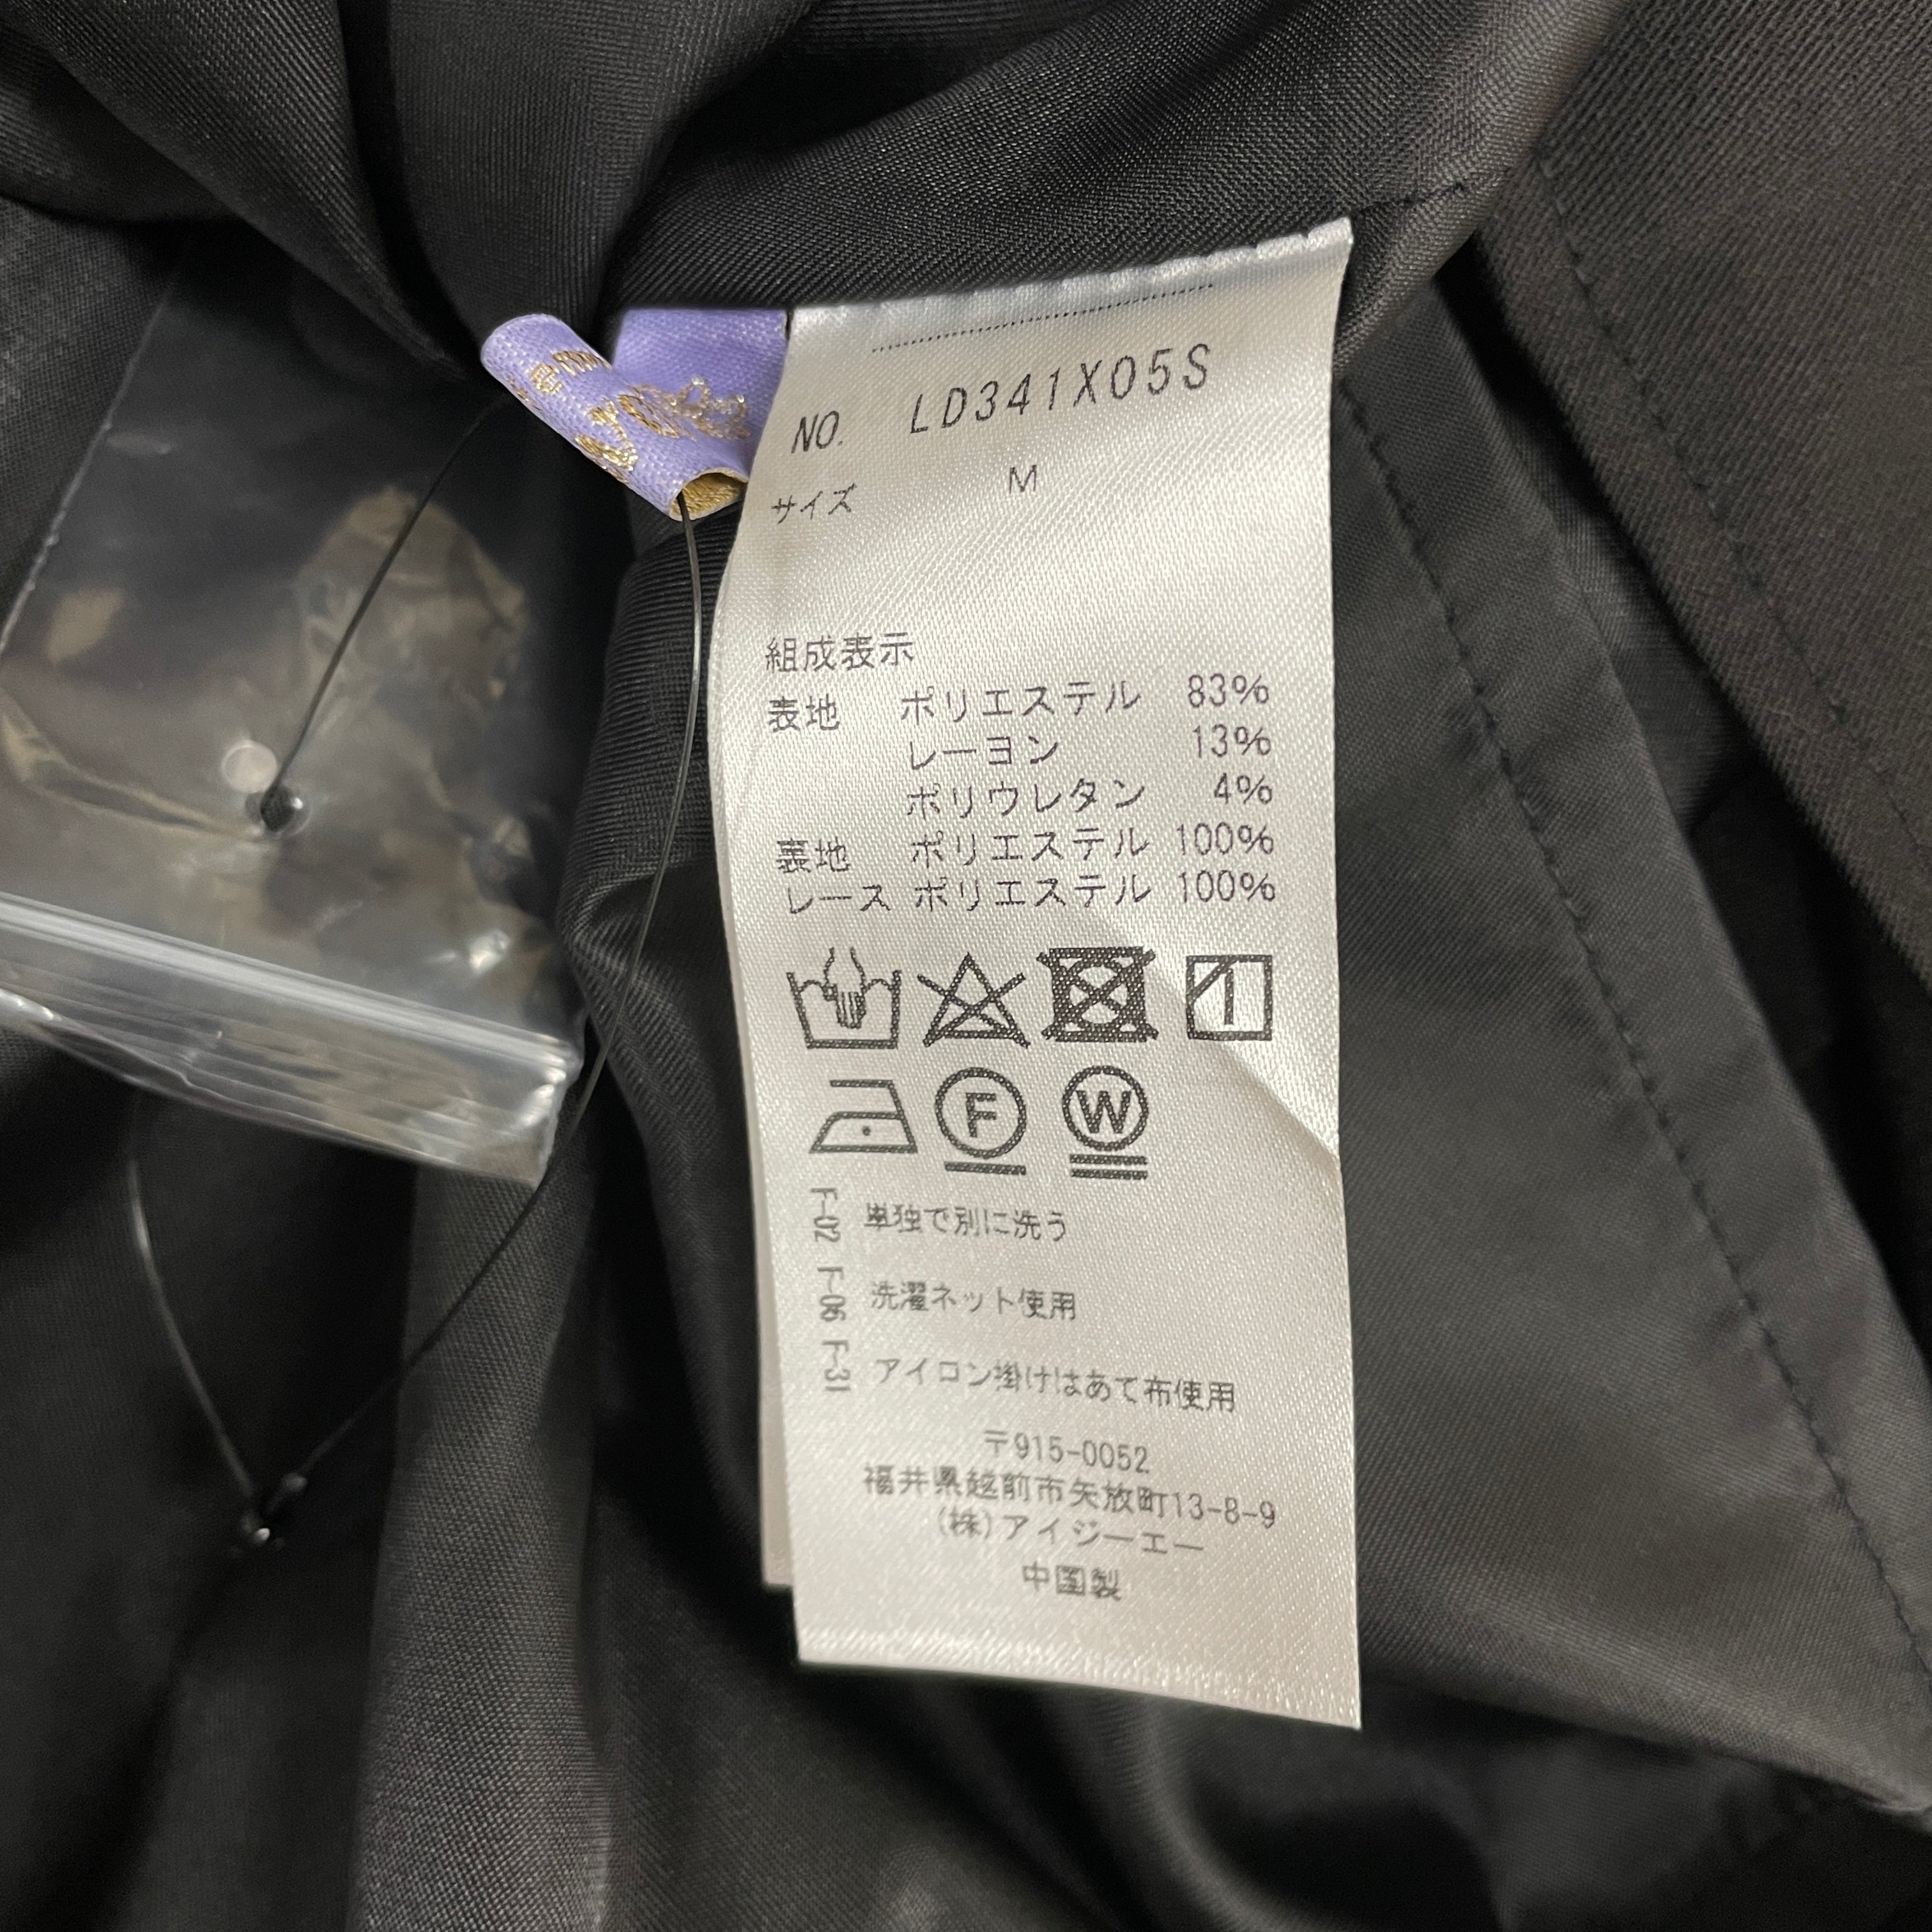 NO. LD341X05S
サイズ M
組成表示
表地 ポリエステル 83%
レーヨン 13%
ポリウレタン 4%
裏地 ポリエステル 100%
レース ポリエステル 100%
F
W
F-02 単独で別に洗う
F-06 洗濯ネット使用
F-31 アイロン掛けはあて布使用
〒915-0052
福井県越前市矢放町13-8-9
(株)アイジーエー
中国製